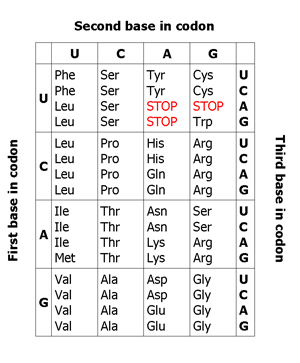 Second base in codon
U C A G
First base in codon
U
Phe Ser Tyr Cys U
Phe Ser Tyr Cys C
Leu Ser STOP STOP A
Leu Ser STOP Trp G
C
Leu Pro His Arg U
Leu Pro His Arg C
Leu Pro Gln Arg A
Leu Pro Gln Arg G
A
Ile Thr Asn Ser U
Ile Thr Asn Ser C
Ile Thr Lys Arg A
Met Thr Lys Arg G
G
Val Ala Asp Gly U
Val Ala Asp Gly C
Val Ala Glu Gly A
Val Ala Glu Gly G
Third base in codon